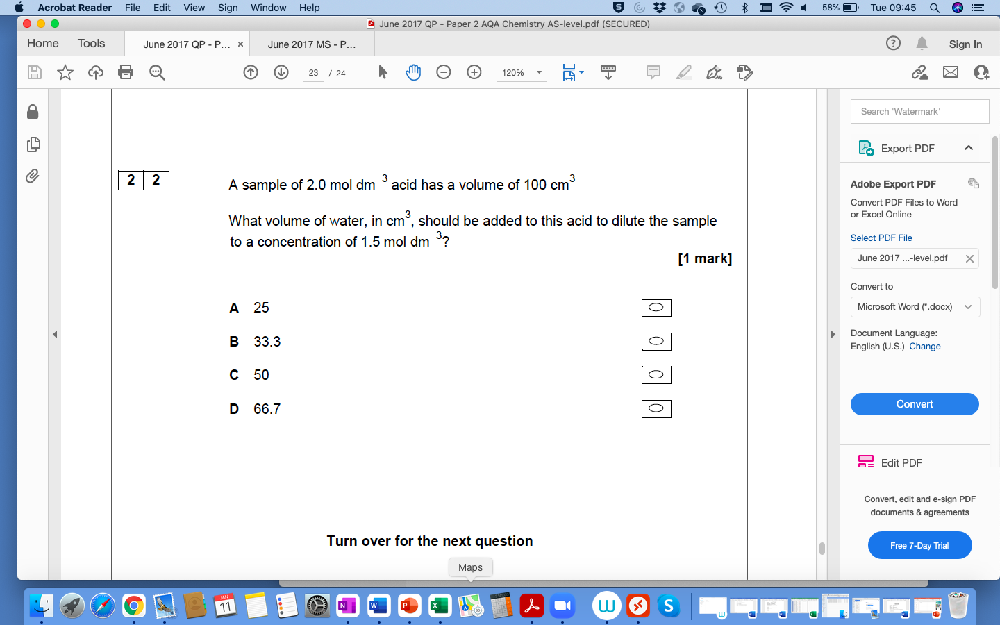 Acrobat Reader File Edit View Sign Window Help 58% Tue 09:45
June 2017 QP - Paper 2 AQA Chemistry AS-level.pdf (SECURED)
Home Tools June 2017 QP - P... × June 2017 MS - P... Sign In
23 / 24 120%
Search 'Watermark'
Export PDF
Adobe Export PDF
Convert PDF Files to Word
or Excel Online
Select PDF File
June 2017 ...-level.pdf
Convert to
Microsoft Word (*.docx)
Document Language:
English (U.S.) Change
Convert
Edit PDF
Convert, edit and e-sign PDF
documents & agreements
Free 7-Day Trial
2 2
A sample of 2.0 mol dm⁻³ acid has a volume of 100 cm³
What volume of water, in cm³, should be added to this acid to dilute the sample
to a concentration of 1.5 mol dm⁻³?
[1 mark]
A 25
B 33.3
C 50
D 66.7
Turn over for the next question
Maps
JAN
11